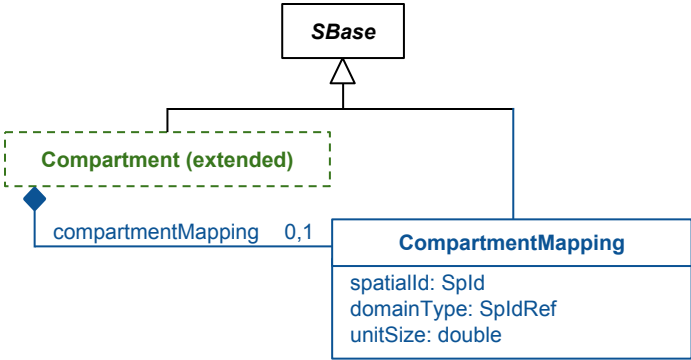 SBase
Compartment (extended)
compartmentMapping 0,1
CompartmentMapping
spatialId: SpId
domainType: SpIdRef
unitSize: double